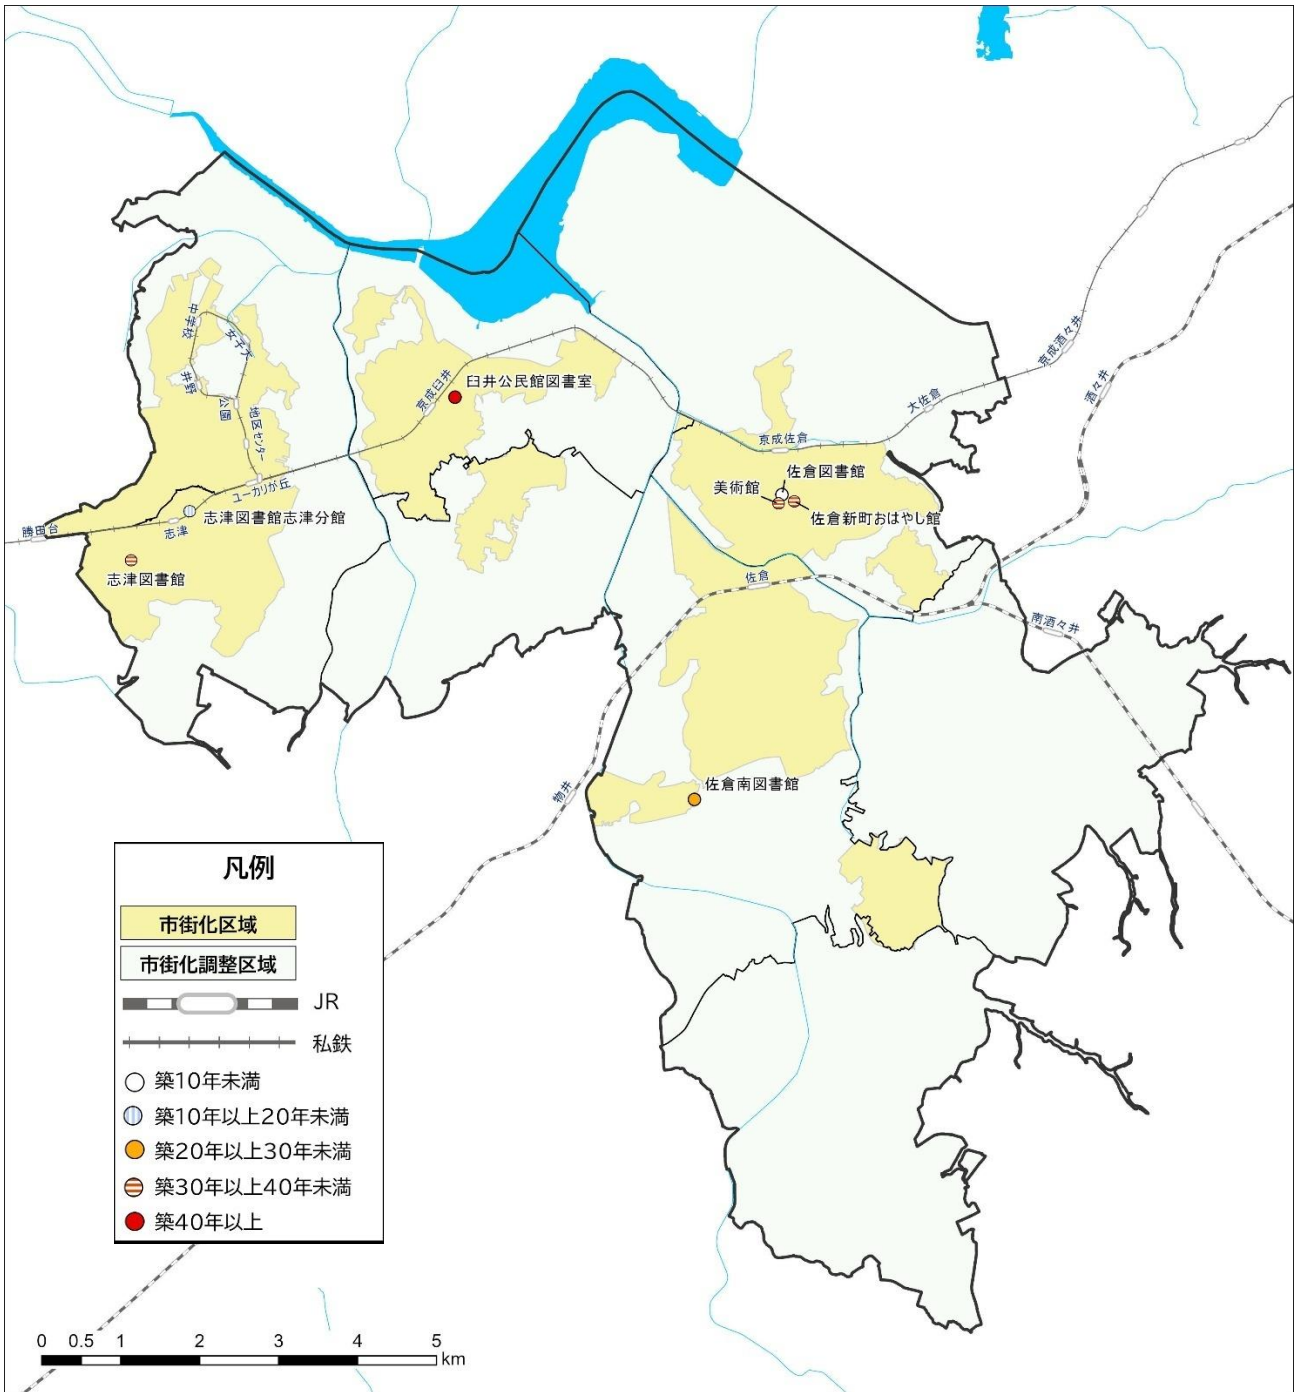 京成酒々井
酒々井
大佐倉
中学校
女子大
井野
公園
地区センター
臼井公民館図書室
京成臼井
京成佐倉
佐倉図書館
美術館
佐倉新町おはやし館
ユーカリが丘
志津図書館志津分館
勝田台
志津
志津図書館
佐倉
南酒々井
物井
佐倉南図書館
凡例
市街化区域
市街化調整区域
JR
私鉄
築10年未満
築10年以上20年未満
築20年以上30年未満
築30年以上40年未満
築40年以上
0 0.5 1 2 3 4 5
km